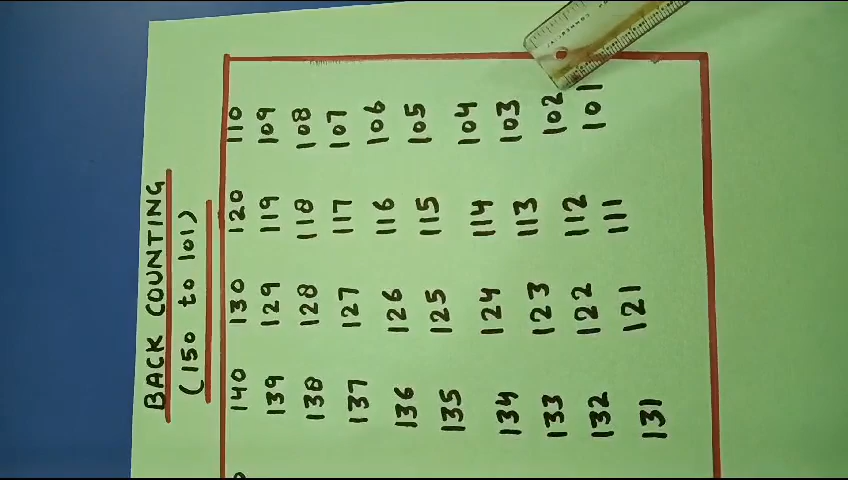 BACK COUNTING
(150 to 101)
140 130 120 110
139 129 119 109
138 128 118 108
137 127 117 107
136 126 116 106
135 125 115 105
134 124 114 104
133 123 113 103
132 122 112 102
131 121 111 101